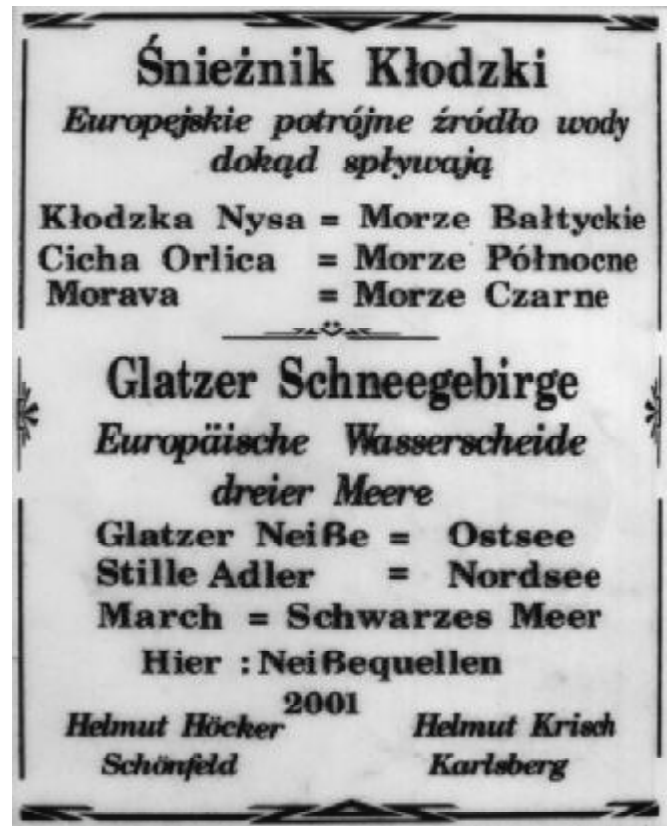 Śnieżnik Kłodzki
Europejskie potrójne źródło wody
dokąd spływają
Kłodzka Nysa = Morze Bałtyckie
Cicha Orlica = Morze Północne
Morava = Morze Czarne
Glatzer Schneegebirge
Europäische Wasserscheide
dreier Meere
Glatzer Neiße = Ostsee
Stille Adler = Nordsee
March = Schwarzes Meer
Hier : Neißequellen
2001
Helmut Höcker Helmut Krisch
Schönfeld Karlsberg